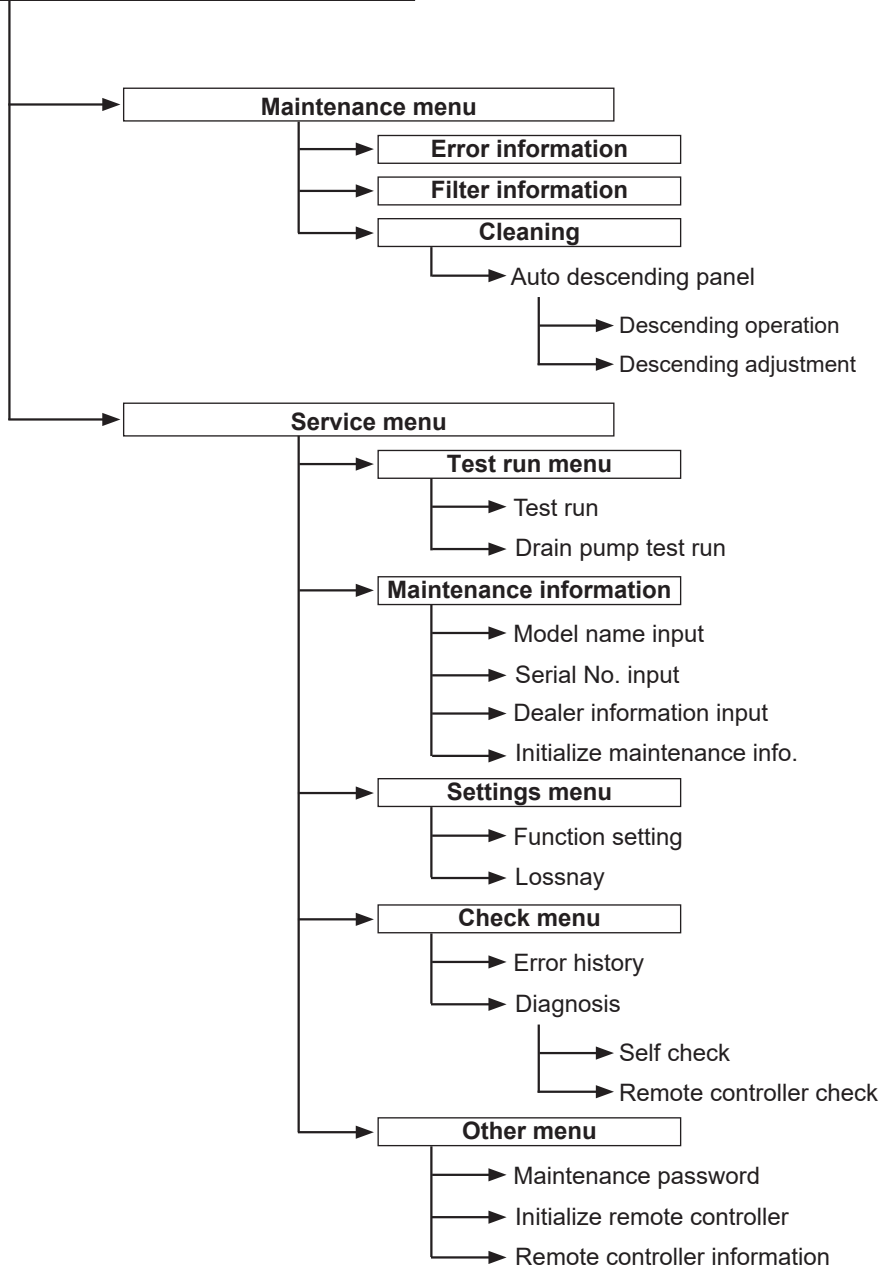 Maintenance menu
Error information
Filter information
Cleaning
Auto descending panel
Descending operation
Descending adjustment
Service menu
Test run menu
Test run
Drain pump test run
Maintenance information
Model name input
Serial No. input
Dealer information input
Initialize maintenance info.
Settings menu
Function setting
Lossnay
Check menu
Error history
Diagnosis
Self check
Remote controller check
Other menu
Maintenance password
Initialize remote controller
Remote controller information